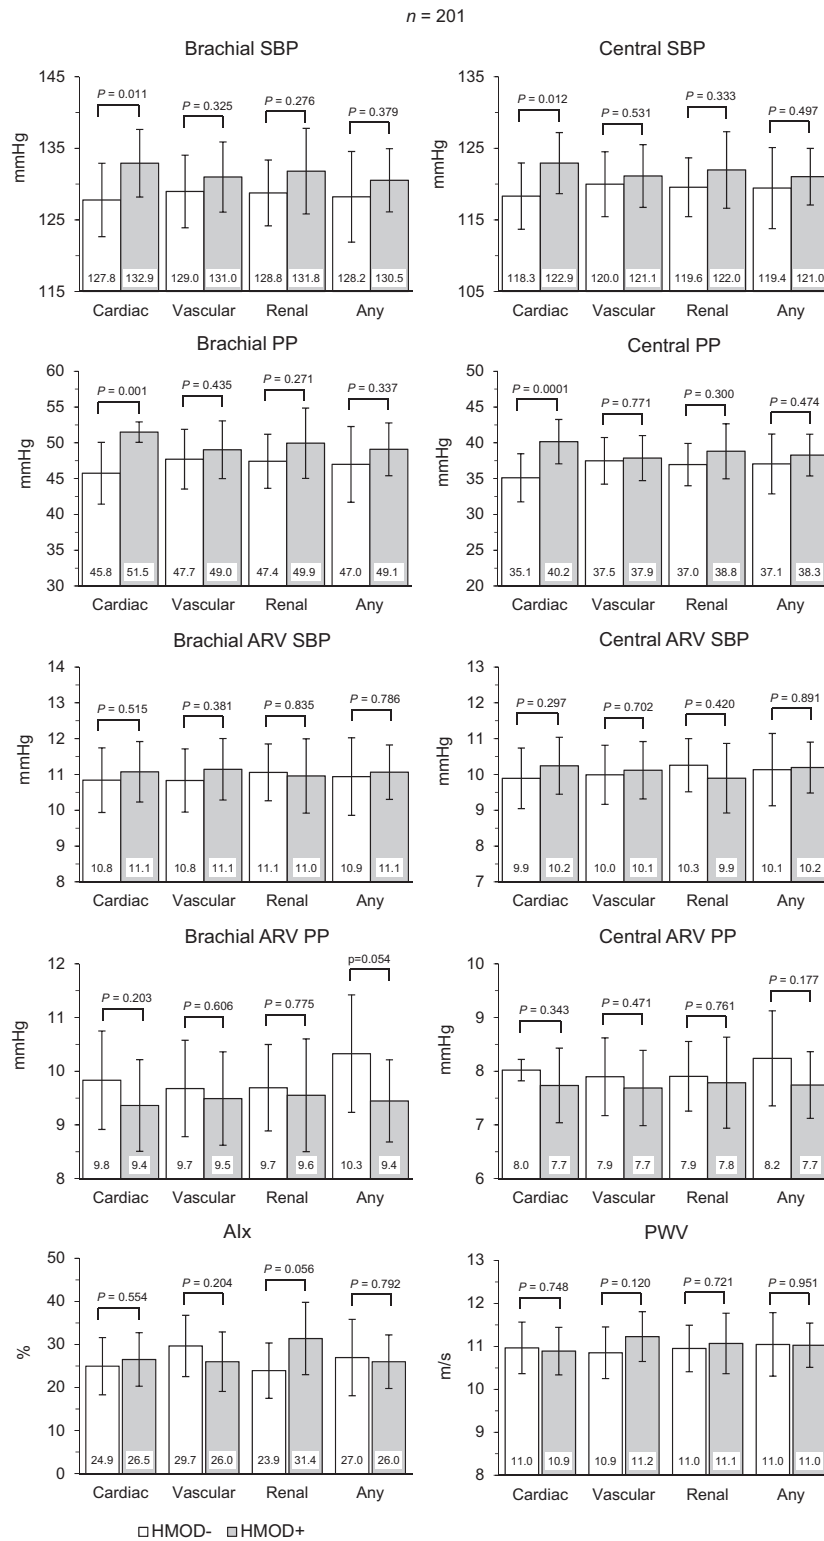 n = 201
Brachial SBP
mmHg
145
135
125
115
P = 0.011
P = 0.325
P = 0.276
P = 0.379
127.8 132.9 129.0 131.0 128.8 131.8 128.2 130.5
Cardiac Vascular Renal Any
Central SBP
mmHg
135
125
115
105
P = 0.012
P = 0.531
P = 0.333
P = 0.497
118.3 122.9 120.0 121.1 119.6 122.0 119.4 121.0
Cardiac Vascular Renal Any
Brachial PP
mmHg
60
55
50
45
40
35
30
P = 0.001
P = 0.435
P = 0.271
P = 0.337
45.8 51.5 47.7 49.0 47.4 49.9 47.0 49.1
Cardiac Vascular Renal Any
Central PP
mmHg
50
45
40
35
30
25
20
P = 0.0001
P = 0.771
P = 0.300
P = 0.474
35.1 40.2 37.5 37.9 37.0 38.8 37.1 38.3
Cardiac Vascular Renal Any
Brachial ARV SBP
mmHg
14
13
12
11
10
9
8
P = 0.515
P = 0.381
P = 0.835
P = 0.786
10.8 11.1 10.8 11.1 11.1 11.0 10.9 11.1
Cardiac Vascular Renal Any
Central ARV SBP
mmHg
13
12
11
10
9
8
7
P = 0.297
P = 0.702
P = 0.420
P = 0.891
9.9 10.2 10.0 10.1 10.3 9.9 10.1 10.2
Cardiac Vascular Renal Any
Brachial ARV PP
mmHg
12
11
10
9
8
P = 0.203
P = 0.606
P = 0.775
p=0.054
9.8 9.4 9.7 9.5 9.7 9.6 10.3 9.4
Cardiac Vascular Renal Any
Central ARV PP
mmHg
10
9
8
7
6
P = 0.343
P = 0.471
P = 0.761
P = 0.177
8.0 7.7 7.9 7.7 7.9 7.8 8.2 7.7
Cardiac Vascular Renal Any
AIx
%
50
40
30
20
10
0
P = 0.554
P = 0.204
P = 0.056
P = 0.792
24.9 26.5 29.7 26.0 23.9 31.4 27.0 26.0
Cardiac Vascular Renal Any
PWV
m/s
13
12
11
10
9
8
P = 0.748
P = 0.120
P = 0.721
P = 0.951
11.0 10.9 10.9 11.2 11.0 11.1 11.0 11.0
Cardiac Vascular Renal Any
HMOD- HMOD+